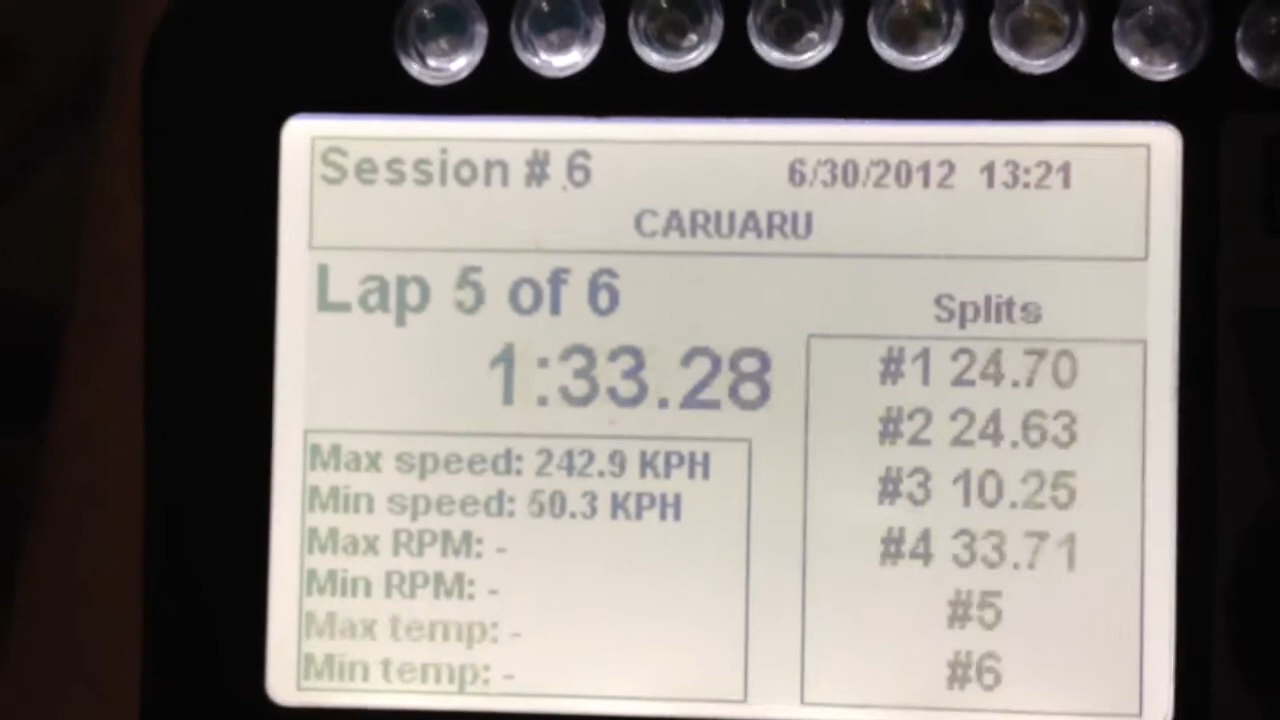 Session # 6 6/30/2012 13:21
CARUARU
Lap 5 of 6
1:33.28
Max speed: 242.9 KPH
Min speed: 50.3 KPH
Max RPM: -
Min RPM: -
Max temp: -
Min temp: -
Splits
#1 24.70
#2 24.63
#3 10.25
#4 33.71
#5
#6